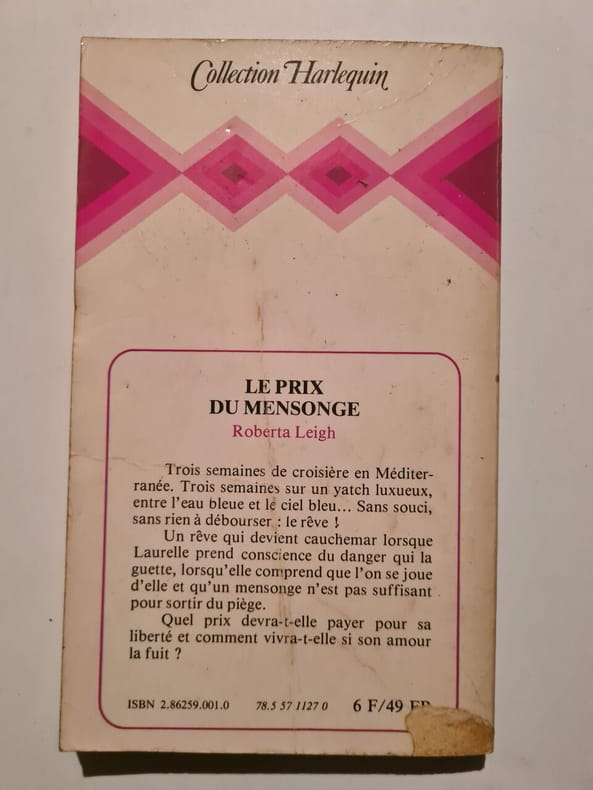 Collection Harlequin
LE PRIX
DU MENSONGE
Roberta Leigh
Trois semaines de croisière en Méditer-
ranée. Trois semaines sur un yatch luxueux,
entre l'eau bleue et le ciel bleu... Sans souci,
sans rien à débourser : le rêve !
Un rêve qui devient cauchemar lorsque
Laurelle prend conscience du danger qui la
guette, lorsqu'elle comprend que l'on se joue
d'elle et qu'un mensonge n'est pas suffisant
pour sortir du piège.
Quel prix devra-t-elle payer pour sa
liberté et comment vivra-t-elle si son amour
la fuit ?
ISBN 2.86259.001.0 78.5 57 1127 0 6 F/49